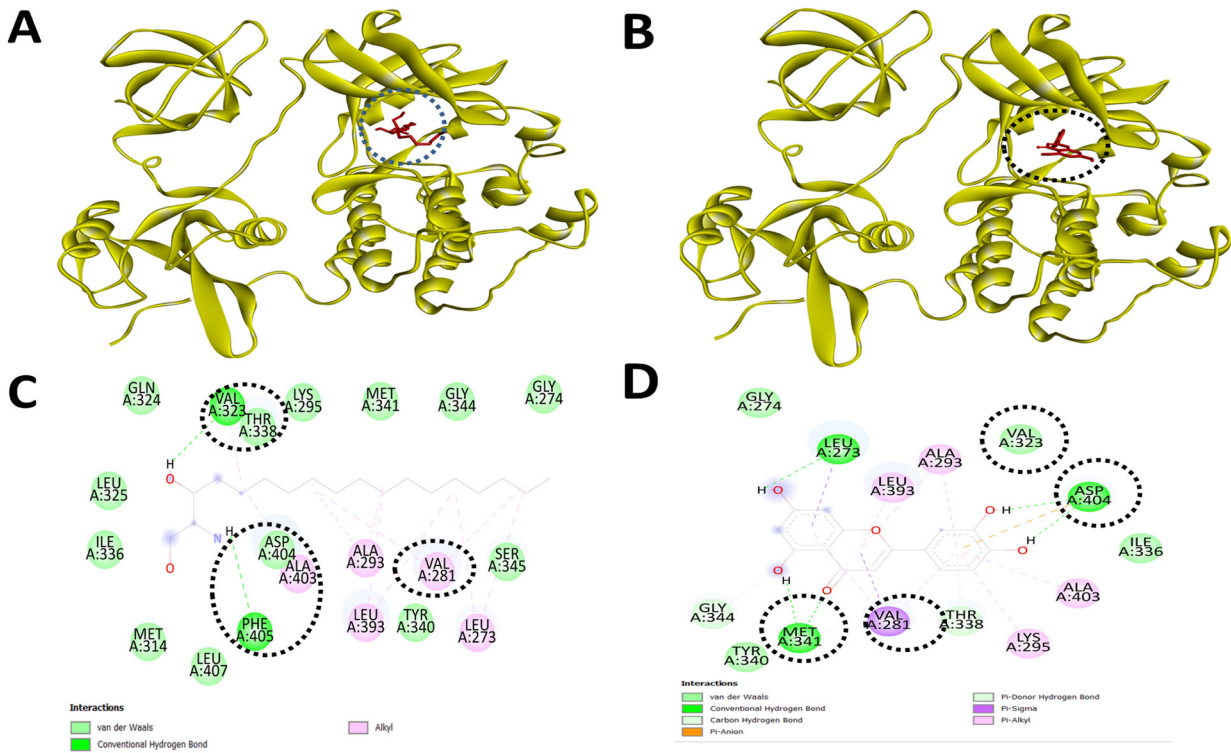 A
B
C
GLN
A:324
VAL
A:323
THR
A:338
LYS
A:295
MET
A:341
GLY
A:344
GLY
A:274
H
O
LEU
A:325
ILE
A:336
H
N
O
ASP
A:404
ALA
A:403
ALA
A:293
VAL
A:281
SER
A:345
PHE
A:405
LEU
A:393
TYR
A:340
LEU
A:273
MET
A:314
LEU
A:407
Interactions
van der Waals
Conventional Hydrogen Bond
Alkyl
D
GLY
A:274
LEU
A:273
ALA
A:293
VAL
A:323
LEU
A:393
ASP
A:404
H O
O H
O
H
O
ILE
A:336
O
H
O
ALA
A:403
GLY
A:344
MET
A:341
VAL
A:281
THR
A:338
TYR
A:340
LYS
A:295
Interactions
van der Waals
Conventional Hydrogen Bond
Carbon Hydrogen Bond
Pi-Anion
Pi-Donor Hydrogen Bond
Pi-Sigma
Pi-Alkyl